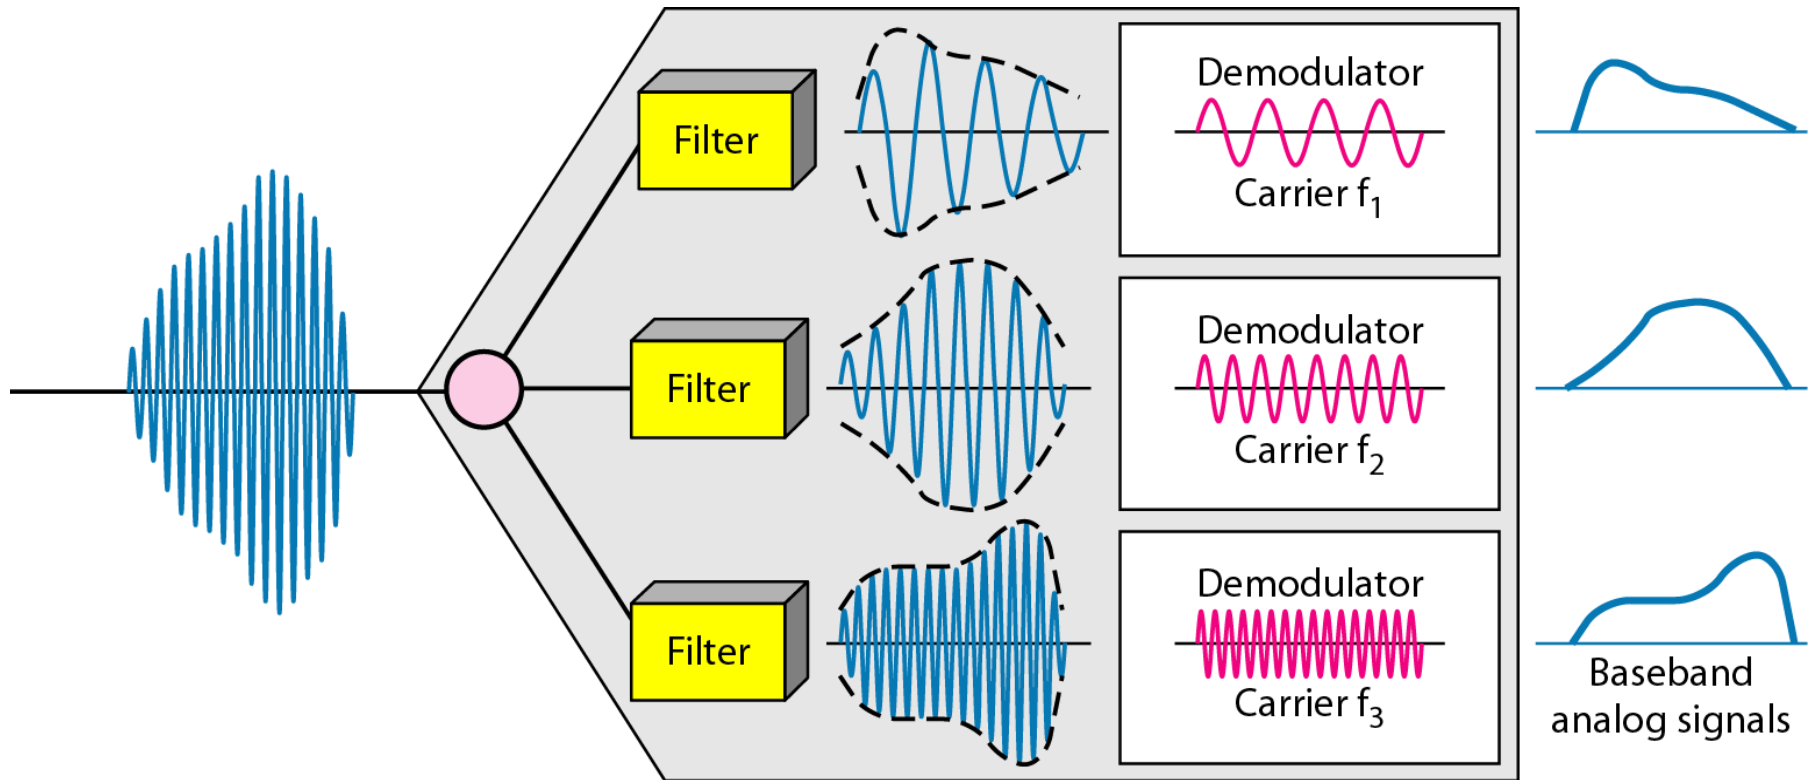 Filter
Demodulator
Carrier f₁
Filter
Demodulator
Carrier f₂
Filter
Demodulator
Carrier f₃
Baseband
analog signals